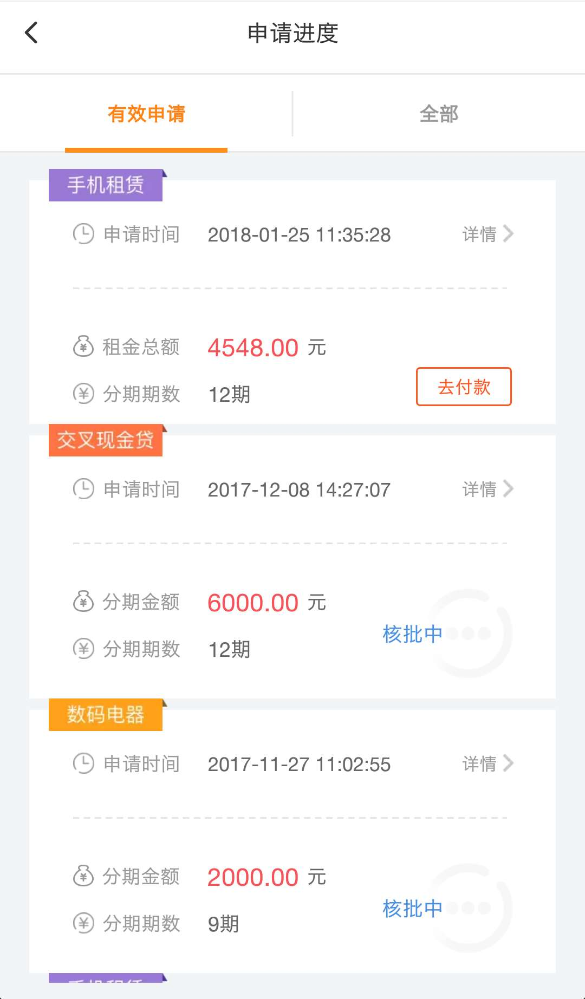 申请进度
有效申请 全部
手机租赁
申请时间 2018-01-25 11:35:28 详情
租金总额 4548.00 元
去付款
分期期数 12期
交叉现金贷
申请时间 2017-12-08 14:27:07 详情
分期金额 6000.00 元
核批中
分期期数 12期
数码电器
申请时间 2017-11-27 11:02:55 详情
分期金额 2000.00 元
核批中
分期期数 9期